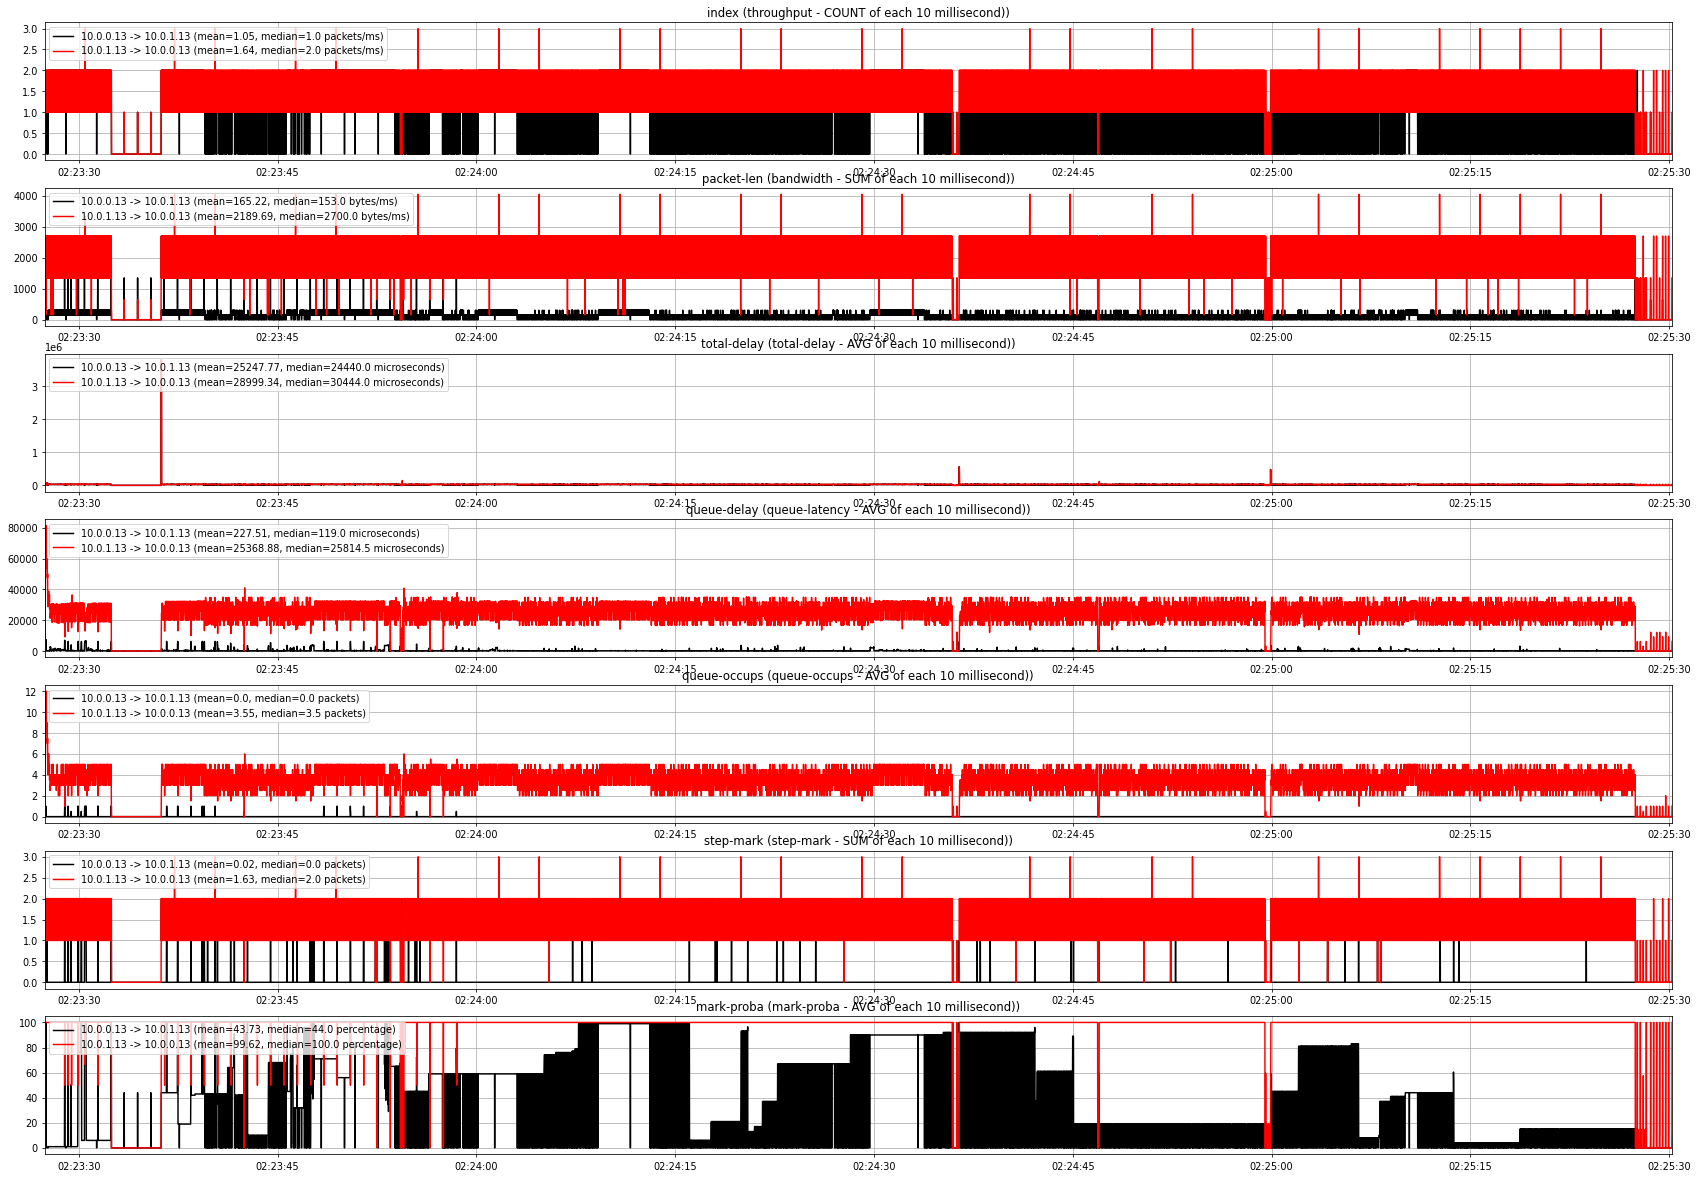 index (throughput - COUNT of each 10 millisecond))
3.0
2.5
2.0
1.5
1.0
0.5
0.0
10.0.0.13 -> 10.0.1.13 (mean=1.05, median=1.0 packets/ms)
10.0.1.13 -> 10.0.0.13 (mean=1.64, median=2.0 packets/ms)
02:23:30 02:23:45 02:24:00 02:24:15 02:24:30 02:24:45 02:25:00 02:25:15 02:25:30
packet-len (bandwidth - SUM of each 10 millisecond))
4000
3000
2000
1000
0
10.0.0.13 -> 10.0.1.13 (mean=165.22, median=153.0 bytes/ms)
10.0.1.13 -> 10.0.0.13 (mean=2189.69, median=2700.0 bytes/ms)
02:23:30 02:23:45 02:24:00 02:24:15 02:24:30 02:24:45 02:25:00 02:25:15 02:25:30
total-delay (total-delay - AVG of each 10 millisecond))
1e6
3
2
1
0
10.0.0.13 -> 10.0.1.13 (mean=25247.77, median=24440.0 microseconds)
10.0.1.13 -> 10.0.0.13 (mean=28999.34, median=30444.0 microseconds)
02:23:30 02:23:45 02:24:00 02:24:15 02:24:30 02:24:45 02:25:00 02:25:15 02:25:30
queue-delay (queue-latency - AVG of each 10 millisecond))
80000
60000
40000
20000
0
10.0.0.13 -> 10.0.1.13 (mean=227.51, median=119.0 microseconds)
10.0.1.13 -> 10.0.0.13 (mean=25368.88, median=25814.5 microseconds)
02:23:30 02:23:45 02:24:00 02:24:15 02:24:30 02:24:45 02:25:00 02:25:15 02:25:30
queue-occups (queue-occups - AVG of each 10 millisecond))
12
10
8
6
4
2
0
10.0.0.13 -> 10.0.1.13 (mean=0.0, median=0.0 packets)
10.0.1.13 -> 10.0.0.13 (mean=3.55, median=3.5 packets)
02:23:30 02:23:45 02:24:00 02:24:15 02:24:30 02:24:45 02:25:00 02:25:15 02:25:30
step-mark (step-mark - SUM of each 10 millisecond))
3.0
2.5
2.0
1.5
1.0
0.5
0.0
10.0.0.13 -> 10.0.1.13 (mean=0.02, median=0.0 packets)
10.0.1.13 -> 10.0.0.13 (mean=1.63, median=2.0 packets)
02:23:30 02:23:45 02:24:00 02:24:15 02:24:30 02:24:45 02:25:00 02:25:15 02:25:30
mark-proba (mark-proba - AVG of each 10 millisecond))
100
80
60
40
20
0
10.0.0.13 -> 10.0.1.13 (mean=43.73, median=44.0 percentage)
10.0.1.13 -> 10.0.0.13 (mean=99.62, median=100.0 percentage)
02:23:30 02:23:45 02:24:00 02:24:15 02:24:30 02:24:45 02:25:00 02:25:15 02:25:30